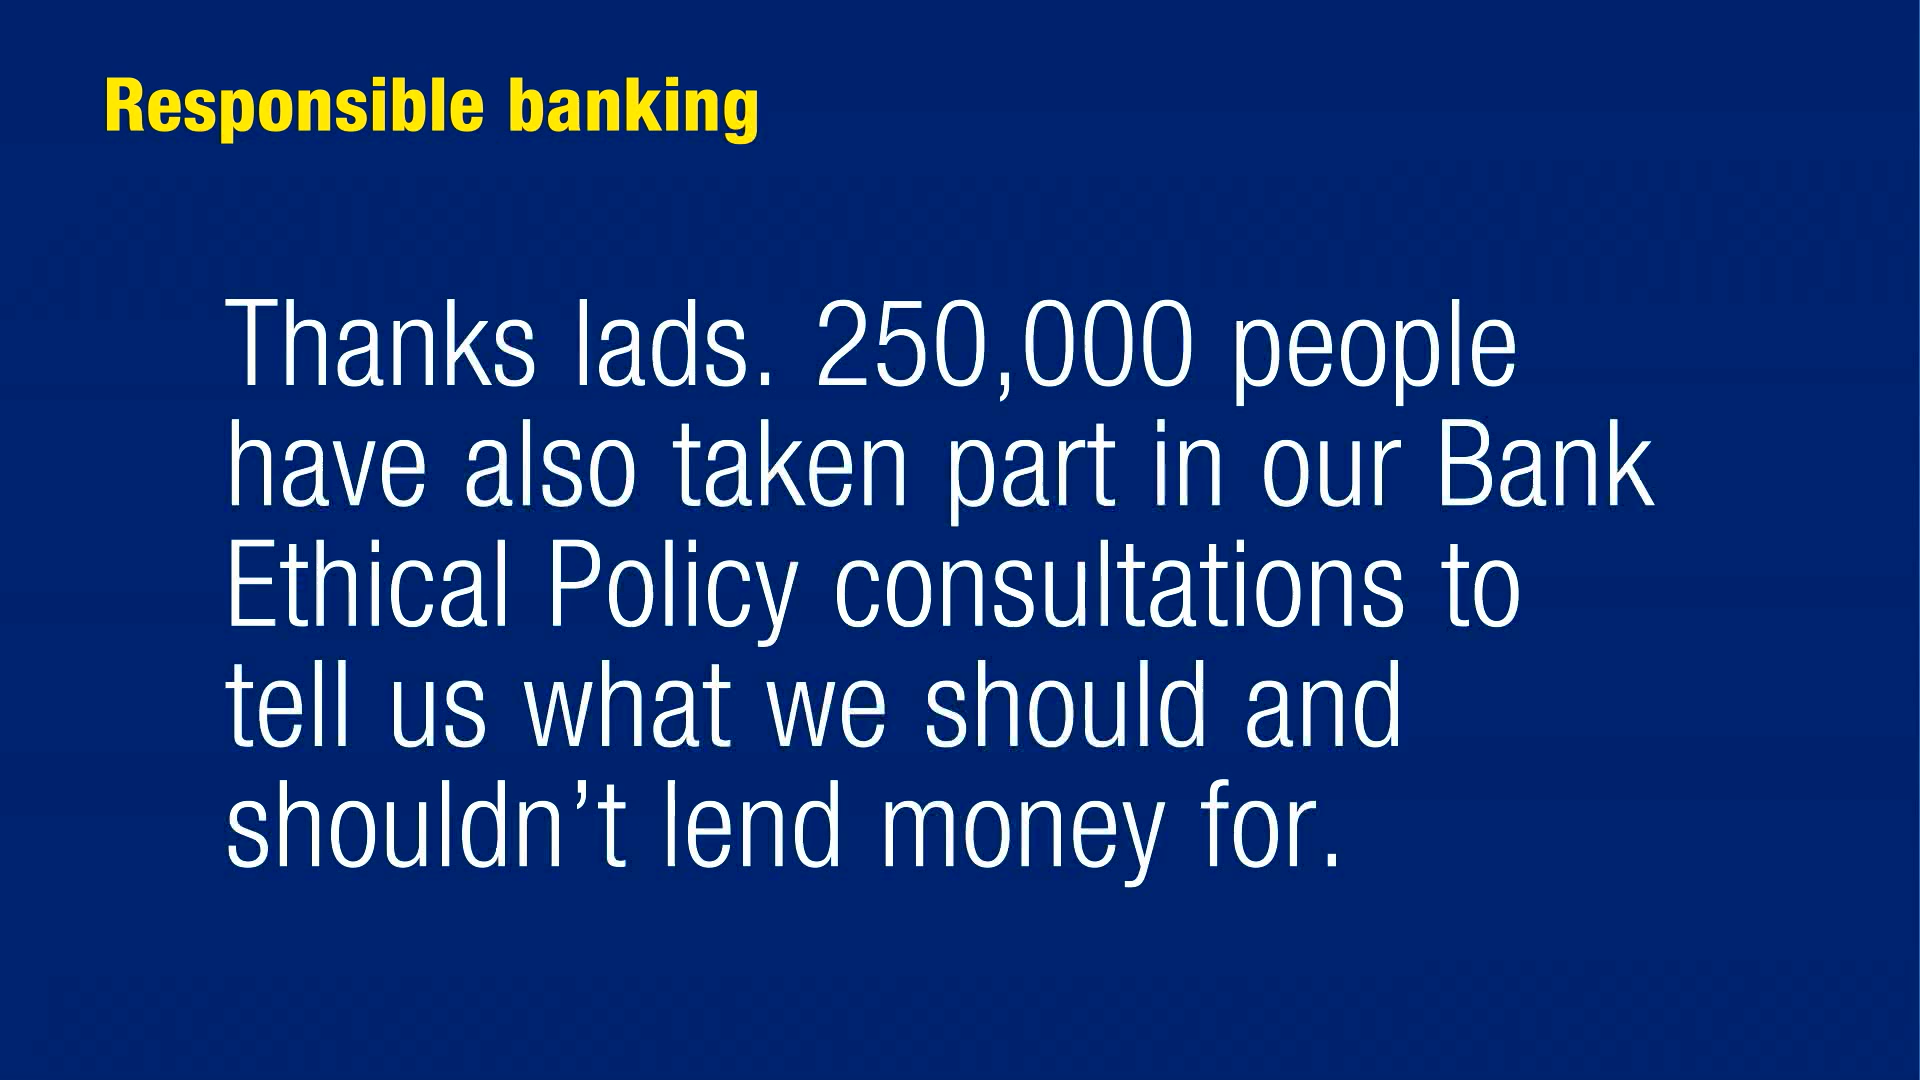 Responsible banking
Thanks lads. 250,000 people
have also taken part in our Bank
Ethical Policy consultations to
tell us what we should and
shouldn’t lend money for.